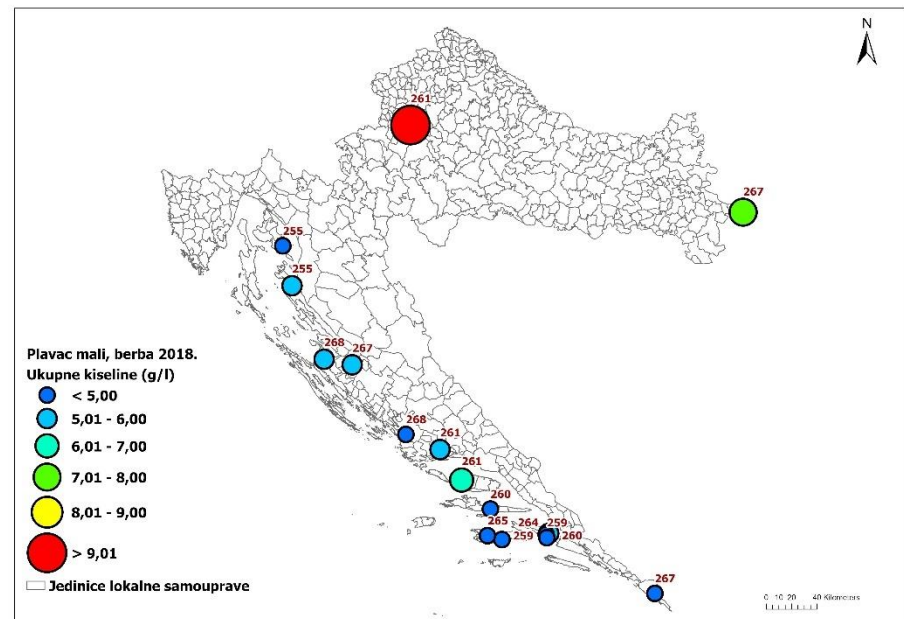 N
261
267
255
255
268
267
Plavac mali, berba 2018.
Ukupne kiseline (g/l)
< 5,00
5,01 - 6,00
6,01 - 7,00
7,01 - 8,00
8,01 - 9,00
> 9,01
Jedinice lokalne samouprave
268
261
261
260
265
264
259
259
260
267
0 10 20 40 Kilometers